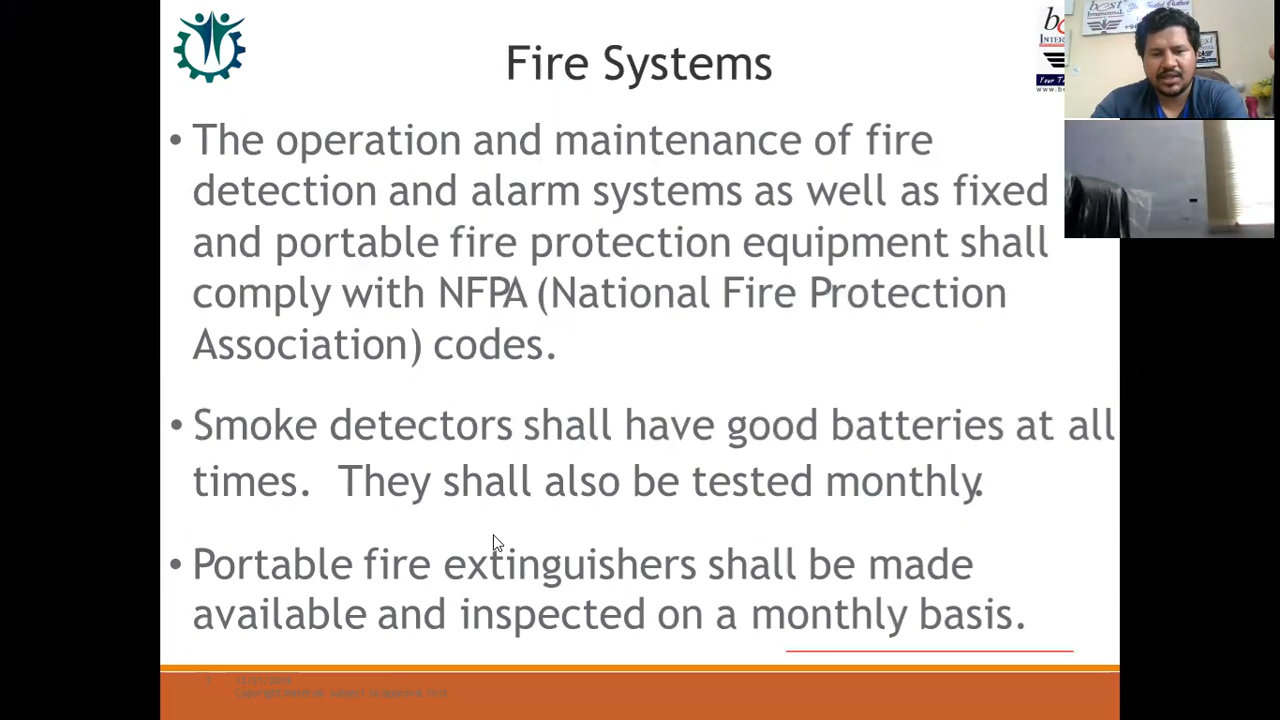 Fire Systems
• The operation and maintenance of fire
detection and alarm systems as well as fixed
and portable fire protection equipment shall
comply with NFPA (National Fire Protection
Association) codes.
• Smoke detectors shall have good batteries at all
times. They shall also be tested monthly.
• Portable fire extinguishers shall be made
available and inspected on a monthly basis.
best